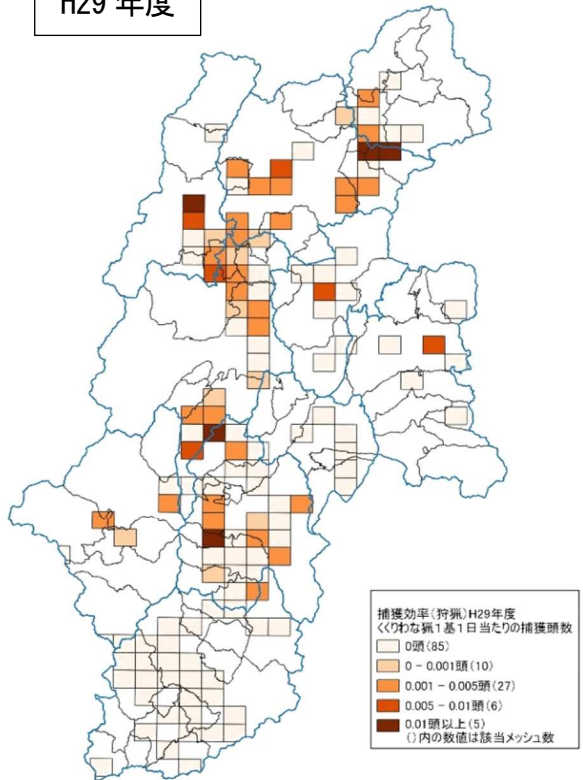 H29 年度
捕獲効率(狩猟)H29年度
くくりわな猟1基1日当たりの捕獲頭数
0頭(85)
0 - 0.001頭(10)
0.001 - 0.005頭(27)
0.005 - 0.01頭(6)
0.01頭以上(5)
()内の数値は該当メッシュ数